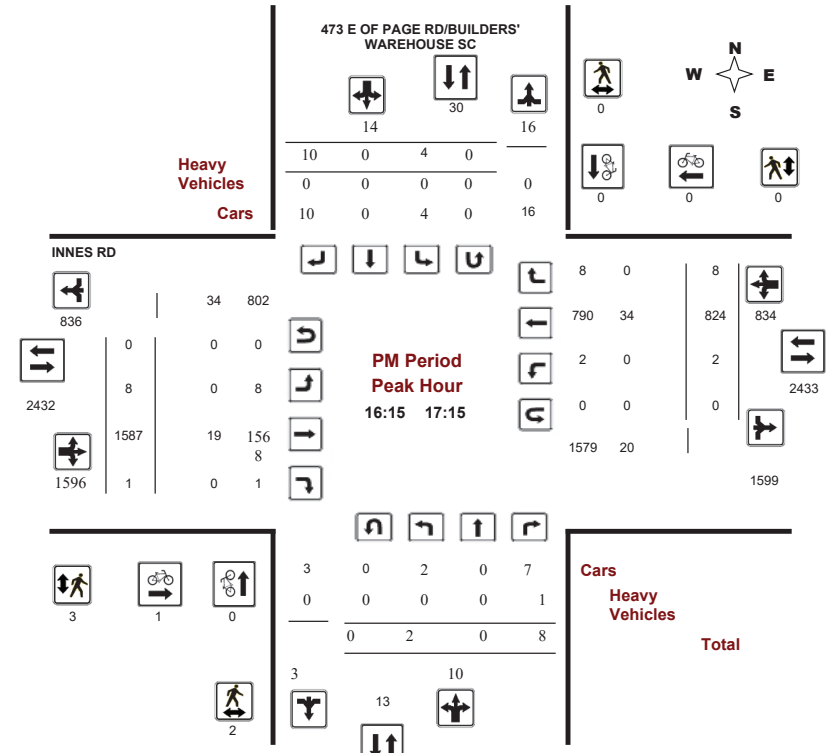 473 E OF PAGE RD/BUILDERS'
WAREHOUSE SC
N
W E
S
30
0
14 16
10 0 4 0
Heavy
Vehicles
0 0 0 0 0
0 0 0
Cars
10 0 4 0 16
INNES RD
836
34 802
8 0 8
790 34 824 834
2432
0 0 0
PM Period
Peak Hour
16:15 17:15
2 0 2
2433
8 0 8
0 0 0
1587 19 156
8
1579 20
1596
1 0 1
1599
3 0 2 0 7
Cars
0 0 0 0 1
Heavy
Vehicles
3 1 0
0 2 0 8
Total
3 10
13
2